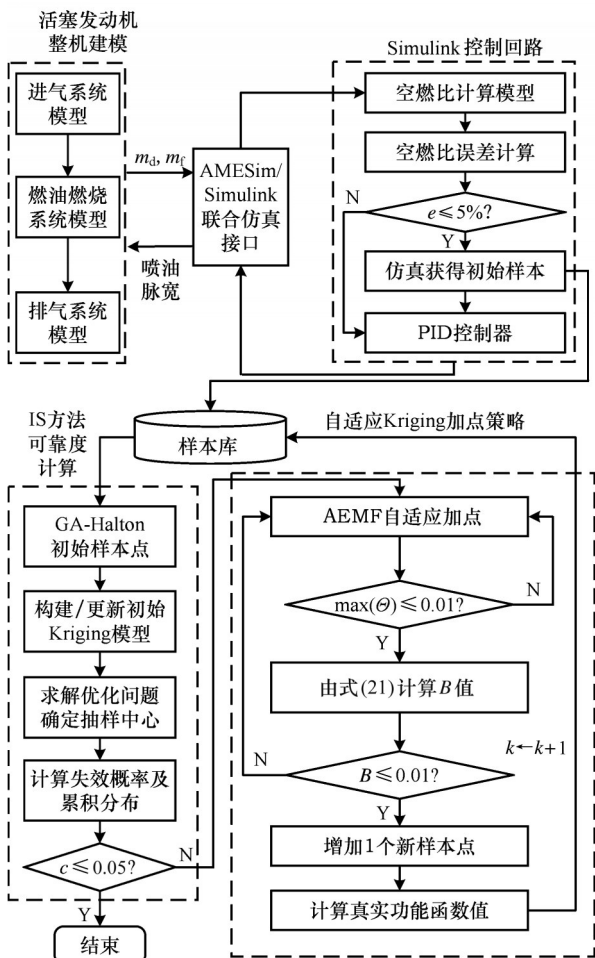 活塞发动机
整机建模
进气系统
模型
燃油燃烧
系统模型
排气系统
模型
m_d, m_f
喷油
脉宽
AMESim/
Simulink
联合仿真
接口
Simulink 控制回路
空燃比计算模型
空燃比误差计算
N
e≤5%?
Y
仿真获得初始样本
PID控制器
IS方法
可靠度
计算
样本库
自适应Kriging加点策略
GA-Halton
初始样本点
构建/更新初始
Kriging模型
求解优化问题
确定抽样中心
计算失效概率及
累积分布
c≤0.05?
N
Y
结束
AEMF自适应加点
max(Θ)≤0.01?
N
Y
由式(21)计算B值
N
B≤0.01?
k←k+1
Y
增加1个新样本点
计算真实功能函数值